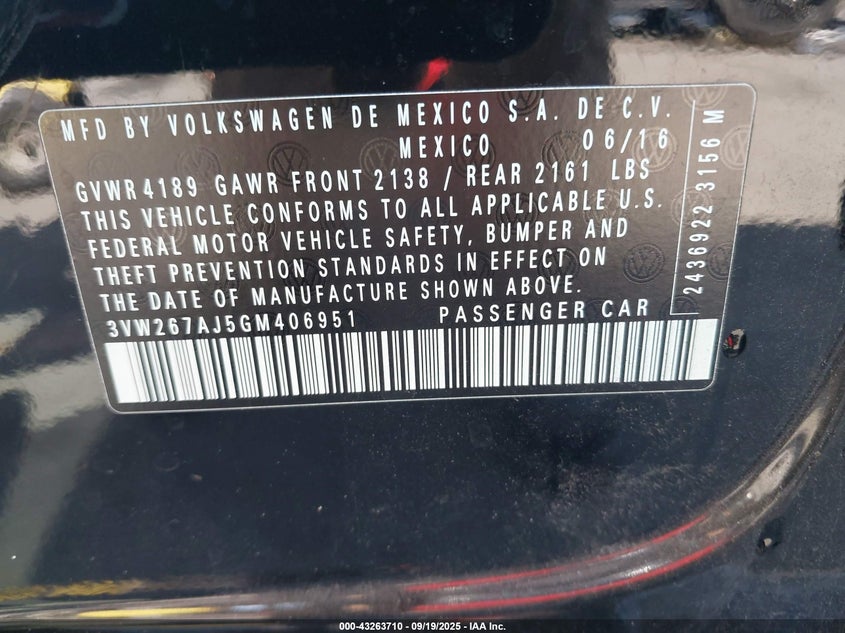 MFD BY VOLKSWAGEN DE MEXICO S.A. DE C.V.
MEXICO 06/16
GVWR 4189 GAWR FRONT 2138 / REAR 2161 LBS
THIS VEHICLE CONFORMS TO ALL APPLICABLE U.S.
FEDERAL MOTOR VEHICLE SAFETY, BUMPER AND
THEFT PREVENTION STANDARDS IN EFFECT ON
THE DATE OF MANUFACTURE SHOWN ABOVE.
3VW267AJ5GM406951 PASSENGER CAR
2436922 3156 M
000-43263710 - 09/19/2025 - IAA Inc.